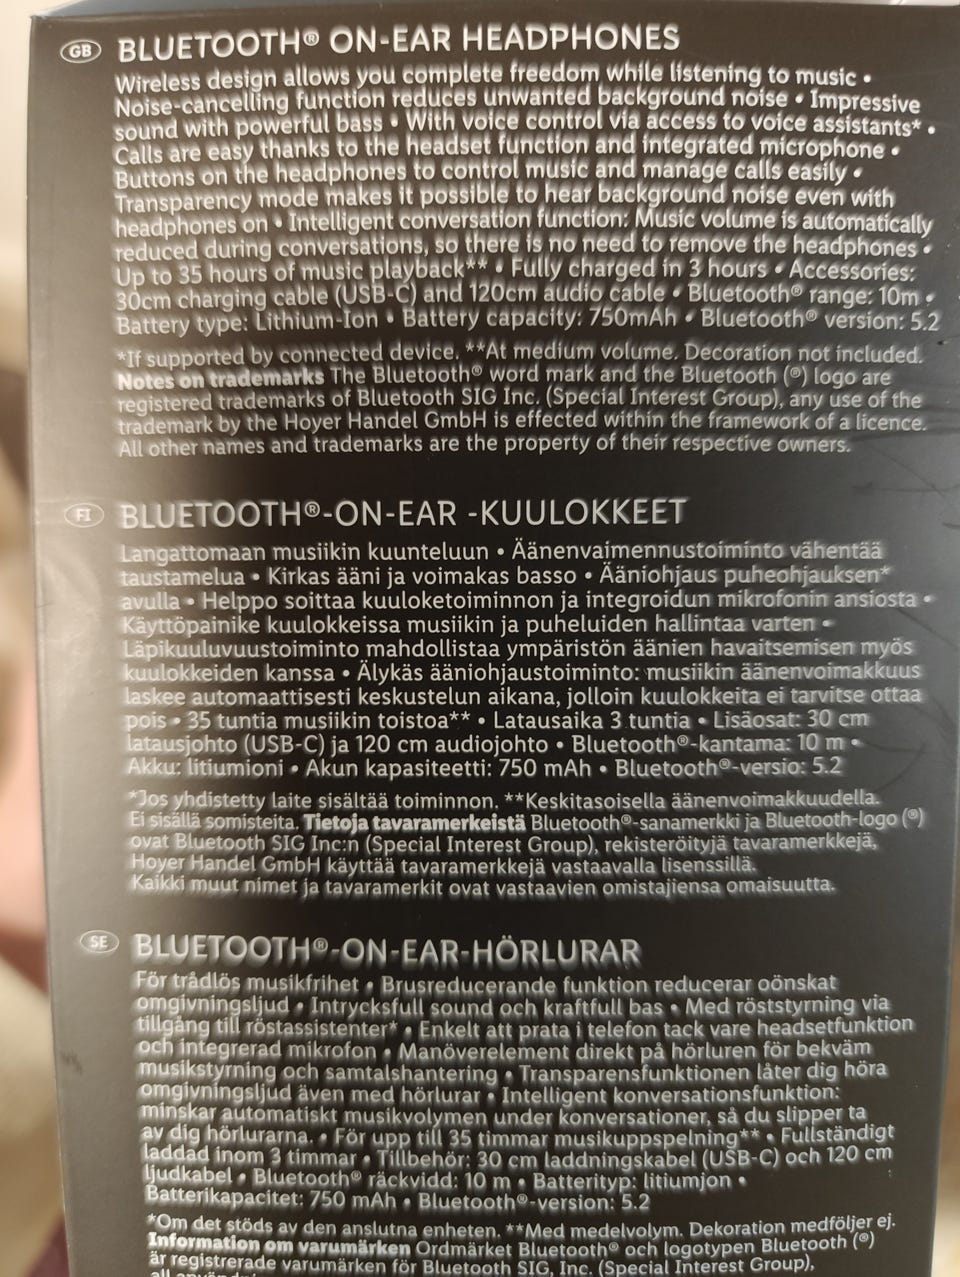 GB BLUETOOTH® ON-EAR HEADPHONES
Wireless design allows you complete freedom while listening to music •
Noise-cancelling function reduces unwanted background noise • Impressive
sound with powerful bass • With voice control via access to voice assistants* •
Calls are easy thanks to the headset function and integrated microphone •
Buttons on the headphones to control music and manage calls easily •
Transparency mode makes it possible to hear background noise even with
headphones on • Intelligent conversation function: Music volume is automatically
reduced during conversations, so there is no need to remove the headphones •
Up to 35 hours of music playback** • Fully charged in 3 hours • Accessories:
30cm charging cable (USB-C) and 120cm audio cable • Bluetooth® range: 10m •
Battery type: Lithium-Ion • Battery capacity: 750mAh • Bluetooth® version: 5.2
*If supported by connected device. **At medium volume. Decoration not included.
Notes on trademarks The Bluetooth® word mark and the Bluetooth (®) logo are
registered trademarks of Bluetooth SIG Inc. (Special Interest Group), any use of the
trademark by the Hoyer Handel GmbH is effected within the framework of a licence.
All other names and trademarks are the property of their respective owners.
FI BLUETOOTH®-ON-EAR -KUULOKKEET
Langattomaan musiikin kuunteluun • Äänenvaimennustoiminto vähentää
taustamelua • Kirkas ääni ja voimakas basso • Ääniohjaus puheohjauksen*
avulla • Helppo soittaa kuuloketoiminnon ja integroidun mikrofonin ansiosta •
Käyttöpainike kuulokkeissa musiikin ja puheluiden hallintaa varten •
Läpikuuluvuustoiminto mahdollistaa ympäristön äänien havaitsemisen myös
kuulokkeiden kanssa • Älykäs ääniohjaustoiminto: musiikin äänenvoimakkuus
laskee automaattisesti keskustelun aikana, jolloin kuulokkeita ei tarvitse ottaa
pois • 35 tuntia musiikin toistoa** • Latausaika 3 tuntia • Lisäosat: 30 cm
latausjohto (USB-C) ja 120 cm audiojohto • Bluetooth®-kantama: 10 m •
Akku: litiumioni • Akun kapasiteetti: 750 mAh • Bluetooth®-versio: 5.2
*Jos yhdistetty laite sisältää toiminnon. **Keskitasoisella äänenvoimakkuudella.
Ei sisällä somisteita. Tietoja tavaramerkeistä Bluetooth®-sanamerkki ja Bluetooth-logo (®)
ovat Bluetooth SIG Inc:n (Special Interest Group), rekisteröityjä tavaramerkkejä,
Hoyer Handel GmbH käyttää tavaramerkkejä vastaavalla lisenssillä.
Kaikki muut nimet ja tavaramerkit ovat vastaavien omistajiensa omaisuutta.
SE BLUETOOTH®-ON-EAR-HÖRLURAR
För trådlös musikfrihet • Brusreducerande funktion reducerar oönskat
omgivningsljud • Intrycksfull sound och kraftfull bas • Med röststyrning via
tillgång till röstassistenter* • Enkelt att prata i telefon tack vare headsetfunktion
och integrerad mikrofon • Manöverelement direkt på hörluren för bekväm
musikstyrning och samtalshantering • Transparensfunktionen låter dig höra
omgivningsljud även med hörlurar • Intelligent konversationsfunktion:
minskar automatiskt musikvolymen under konversationer, så du slipper ta
av dig hörlurarna. • För upp till 35 timmar musikuppspelning** • Fullständigt
laddad inom 3 timmar • Tillbehör: 30 cm laddningskabel (USB-C) och 120 cm
ljudkabel • Bluetooth® räckvidd: 10 m • Batterityp: litiumjon •
Batterikapacitet: 750 mAh • Bluetooth®-version: 5.2
*Om det stöds av den anslutna enheten. **Med medelvolym. Dekoration medföljer ej.
Information om varumärken Ordmärket Bluetooth® och logotypen Bluetooth (®)
är registrerade varumärken för Bluetooth SIG, Inc. (Special Interest Group),